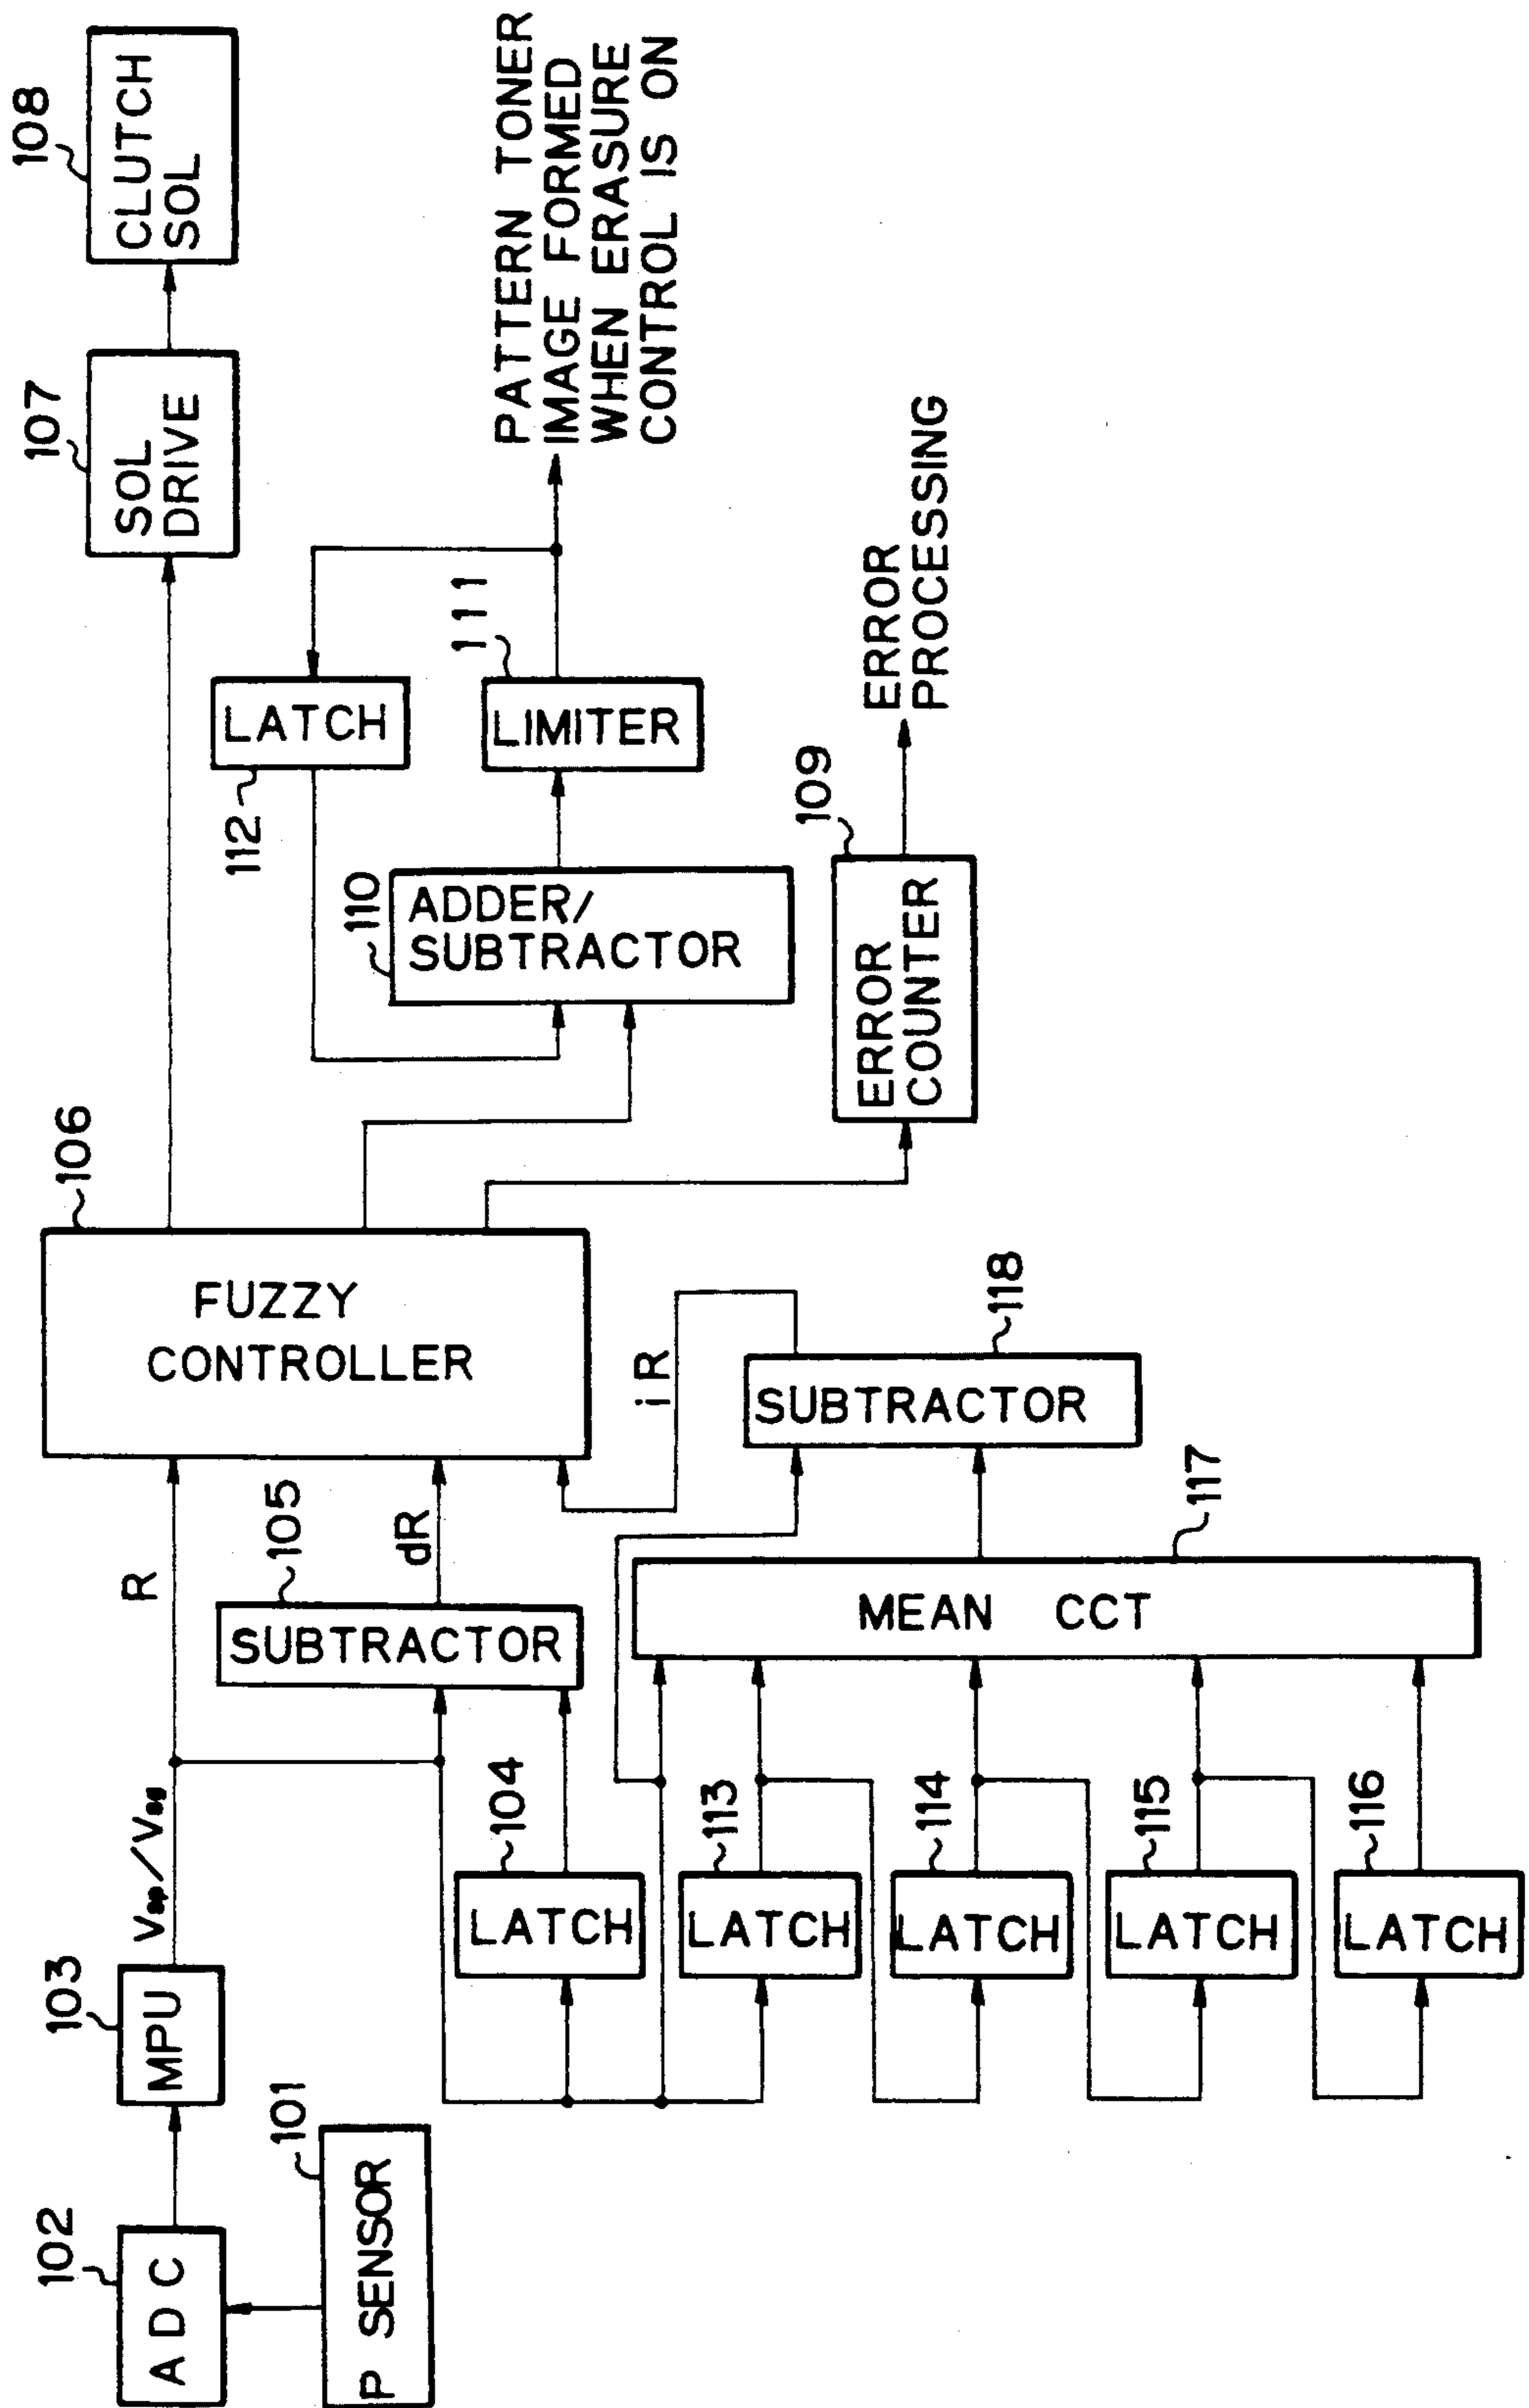 102
ADC
101
P SENSOR
103
MPU
Vsp/Vsg
R
104
LATCH
105
SUBTRACTOR
dR
106
FUZZY
CONTROLLER
107
SOL
DRIVE
108
CLUTCH
SOL
112
LATCH
110
ADDER/
SUBTRACTOR
111
LIMITER
PATTERN TONER
IMAGE FORMED
WHEN ERASURE
CONTROL IS ON
109
ERROR
COUNTER
ERROR
PROCESSING
iR
118
SUBTRACTOR
117
MEAN CCT
113
LATCH
114
LATCH
115
LATCH
116
LATCH